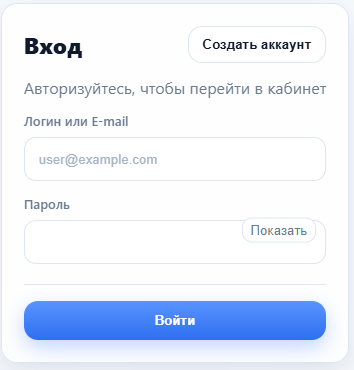 Вход
Создать аккаунт
Авторизуйтесь, чтобы перейти в кабинет
Логин или E-mail
user@example.com
Пароль
Показать
Войти